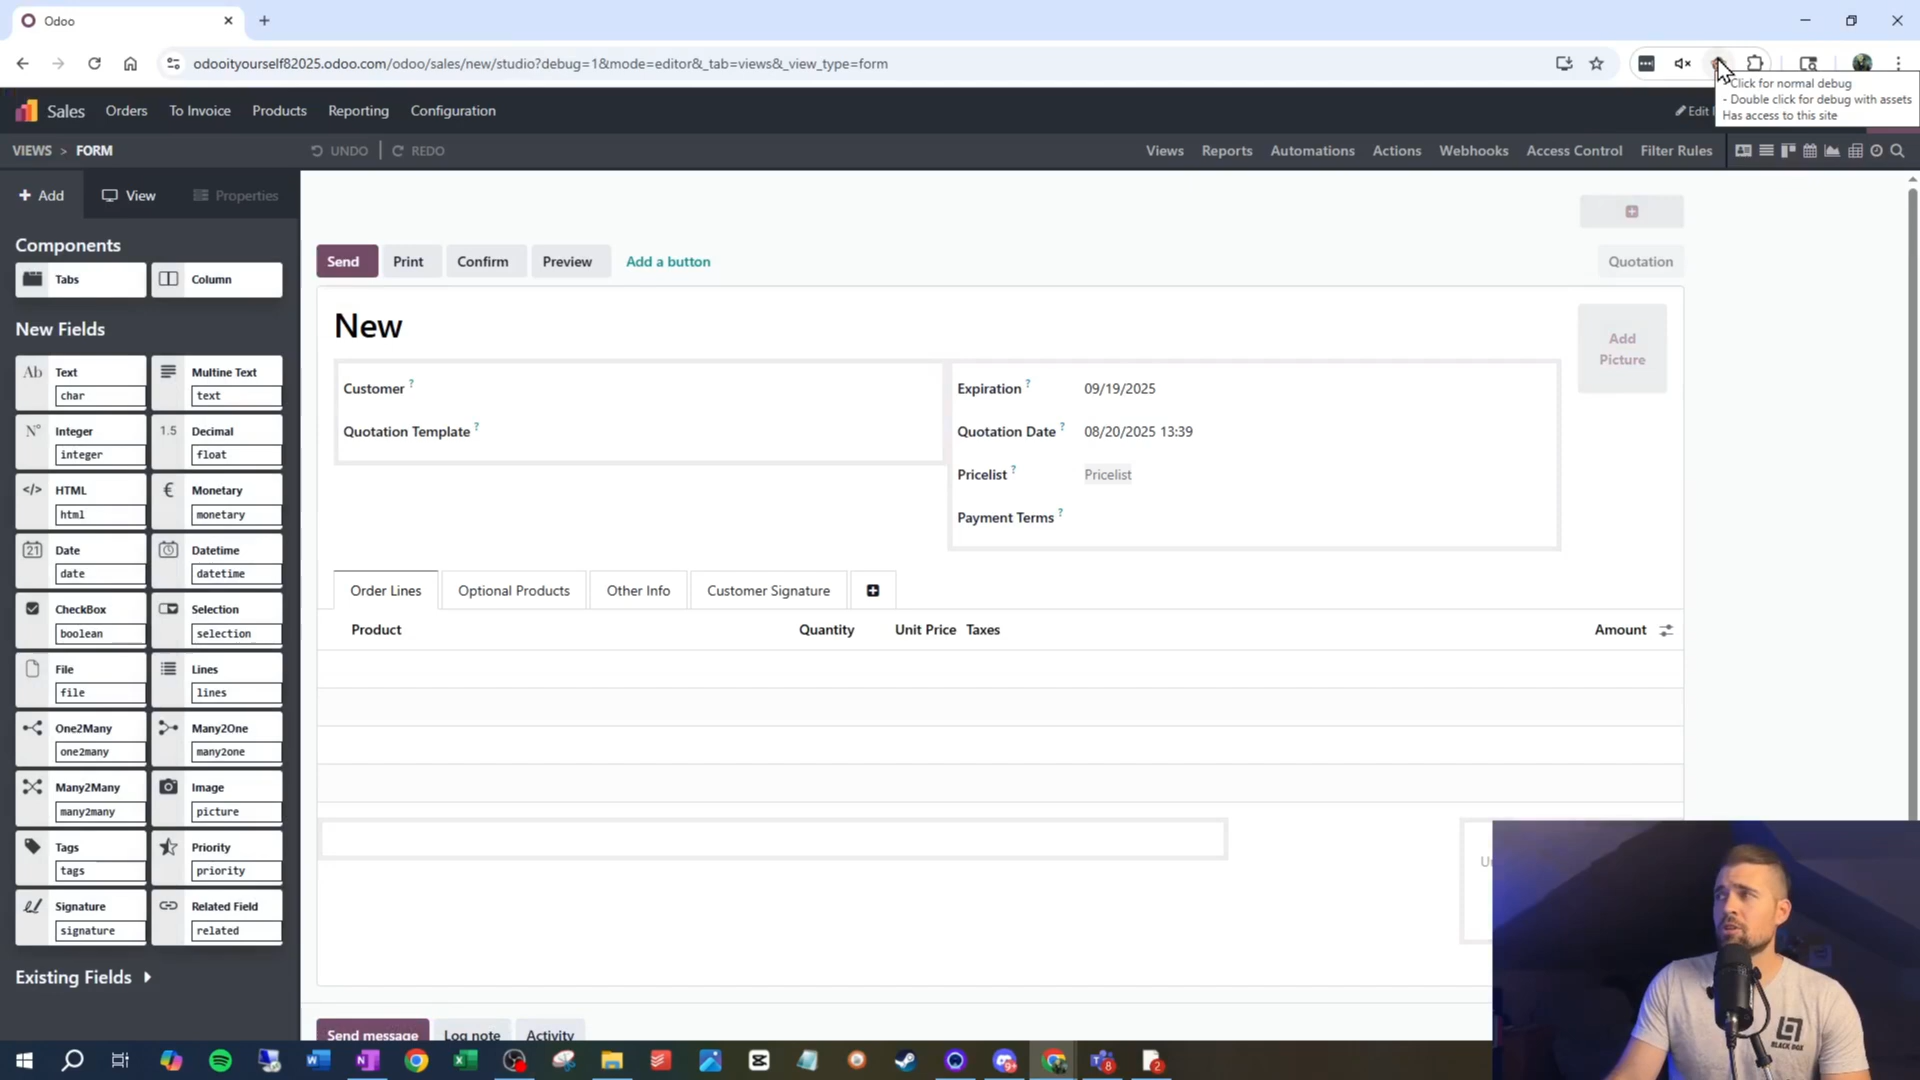 Odoo
odooityourself82025.odoo.com/odoo/sales/new/studio?debug=1&mode=editor&_tab=views&_view_type=form
Click for normal debug
- Double click for debug with assets
Has access to this site
Sales
Orders
To Invoice
Products
Reporting
Configuration
Edit
VIEWS > FORM
UNDO
REDO
Views
Reports
Automations
Actions
Webhooks
Access Control
Filter Rules
Add
View
Properties
Components
Tabs
Column
New Fields
Ab Text
char
Multine Text
text
N° Integer
integer
1.5 Decimal
float
</> HTML
html
€ Monetary
monetary
21 Date
date
Datetime
datetime
CheckBox
boolean
Selection
selection
File
file
Lines
lines
One2Many
one2many
Many2One
many2one
Many2Many
many2many
Image
picture
Tags
tags
Priority
priority
Signature
signature
Related Field
related
Existing Fields
Send
Print
Confirm
Preview
Add a button
Quotation
New
Add
Picture
Customer ?
Quotation Template ?
Expiration ? 09/19/2025
Quotation Date ? 08/20/2025 13:39
Pricelist ? Pricelist
Payment Terms ?
Order Lines
Optional Products
Other Info
Customer Signature
Product
Quantity
Unit Price
Taxes
Amount
Send message
Log note
Activity
BLACK BOX
8
2